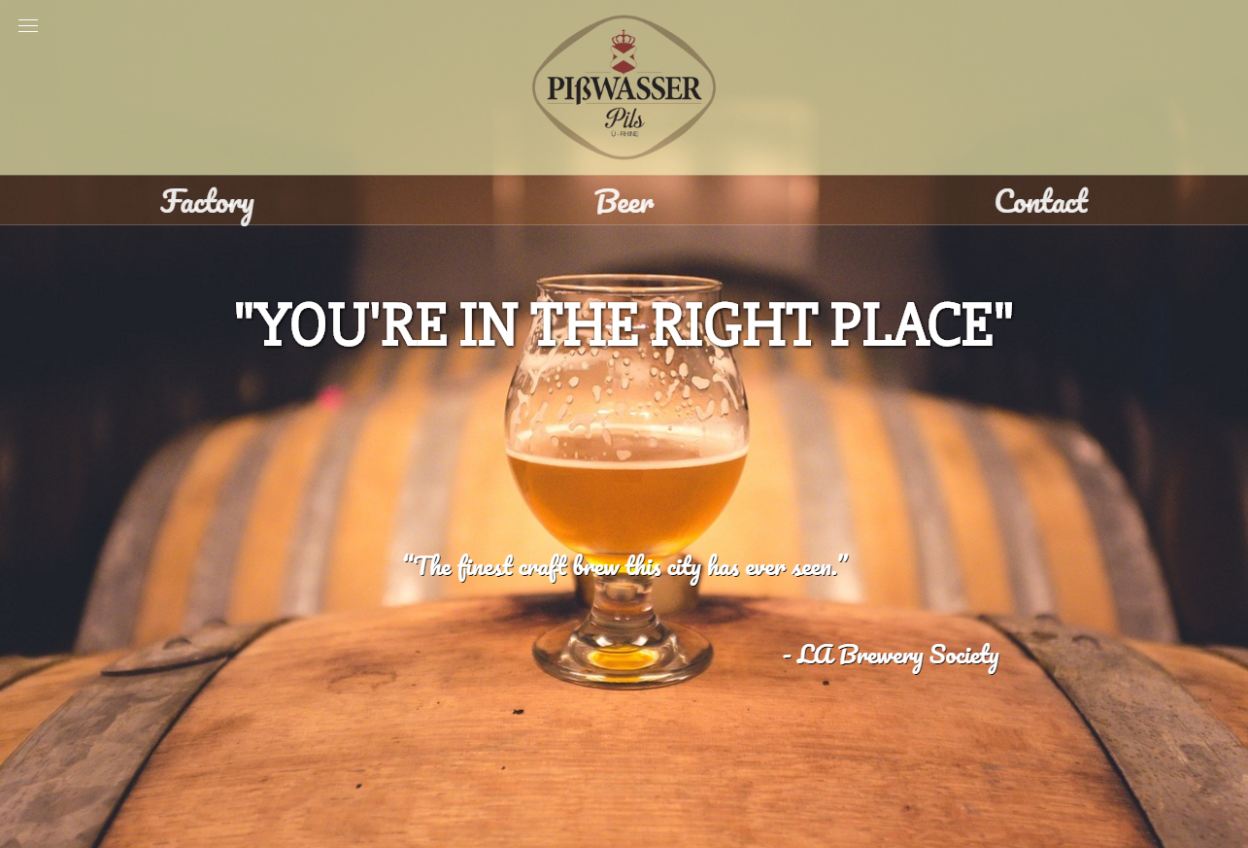 PIßWASSER
Pils
Ü - RHINE
Factory
Beer
Contact
"YOU'RE IN THE RIGHT PLACE"
"The finest craft brew this city has ever seen."
- LA Brewery Society